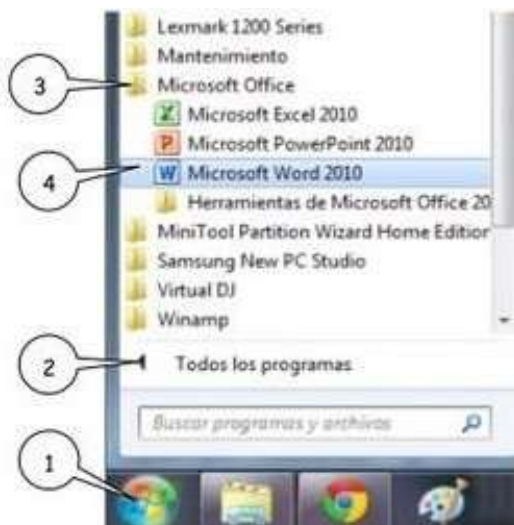 Lexmark 1200 Series
Mantenimiento
3
Microsoft Office
Microsoft Excel 2010
Microsoft PowerPoint 2010
4
Microsoft Word 2010
Herramientas de Microsoft Office 20
MiniTool Partition Wizard Home Edition
Samsung New PC Studio
Virtual DJ
Winamp
2
Todos los programas
Buscar programas y archivos
1